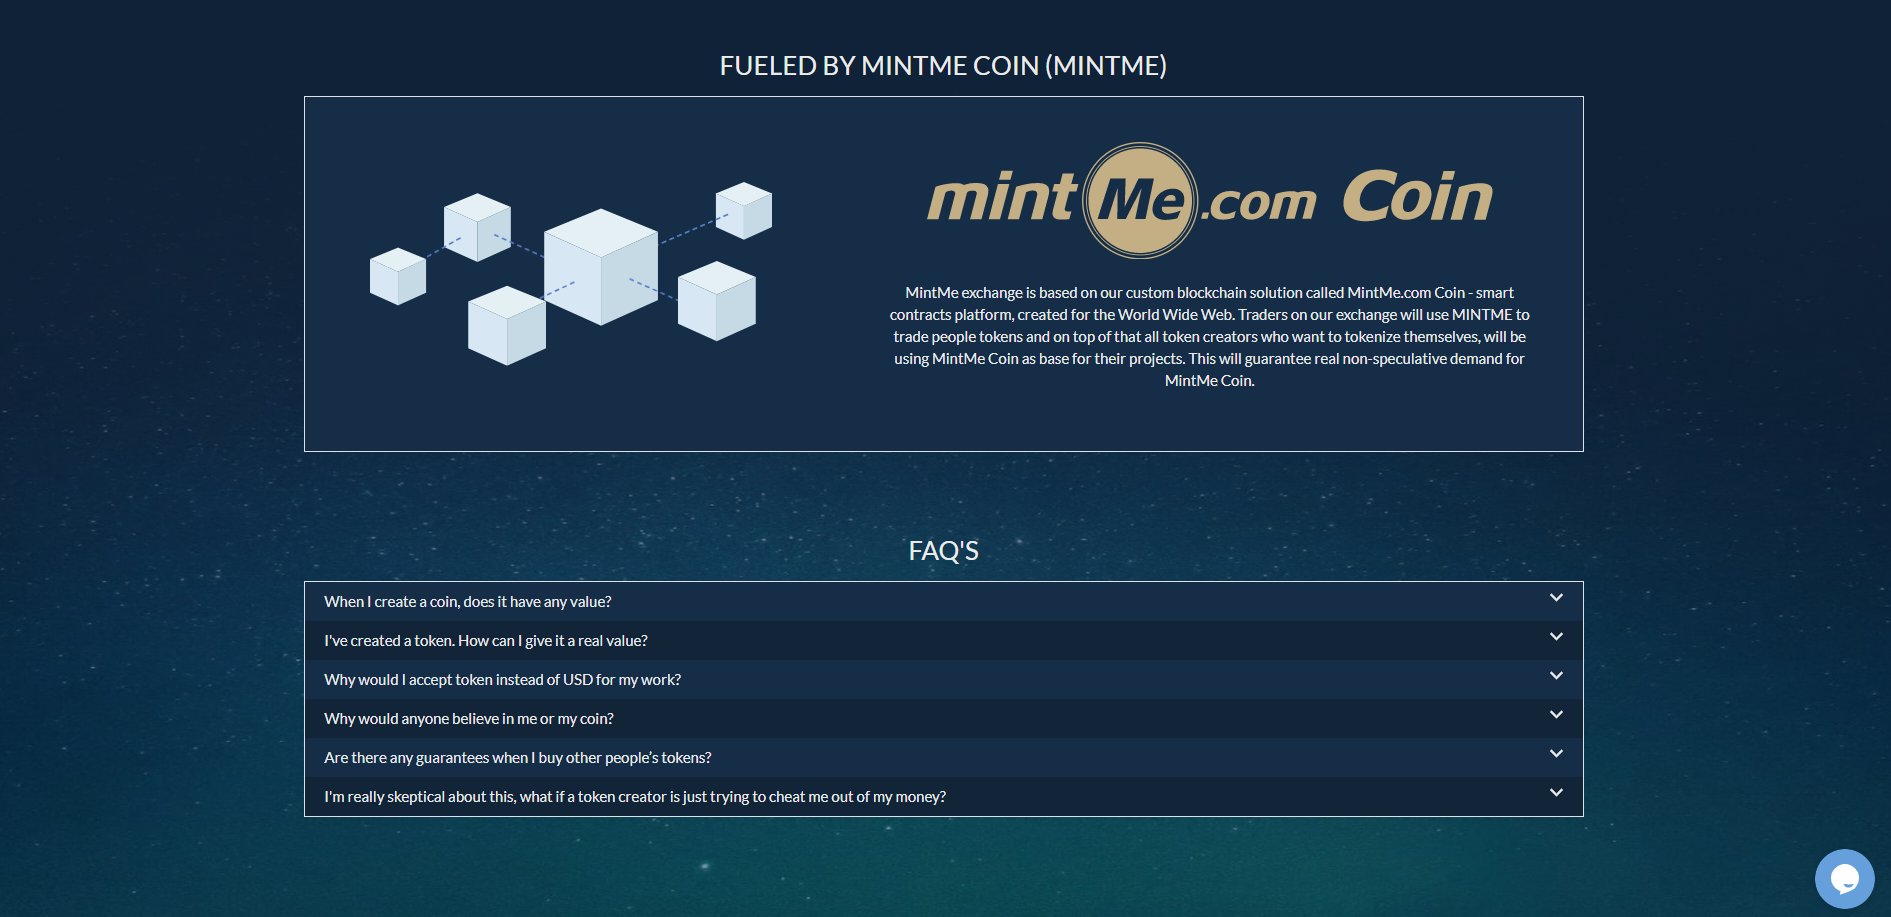 FUELED BY MINTME COIN (MINTME)
mintMe.com Coin
MintMe exchange is based on our custom blockchain solution called MintMe.com Coin - smart
contracts platform, created for the World Wide Web. Traders on our exchange will use MINTME to
trade people tokens and on top of that all token creators who want to tokenize themselves, will be
using MintMe Coin as base for their projects. This will guarantee real non-speculative demand for
MintMe Coin.
FAQ'S
When I create a coin, does it have any value?
I've created a token. How can I give it a real value?
Why would I accept token instead of USD for my work?
Why would anyone believe in me or my coin?
Are there any guarantees when I buy other people’s tokens?
I'm really skeptical about this, what if a token creator is just trying to cheat me out of my money?